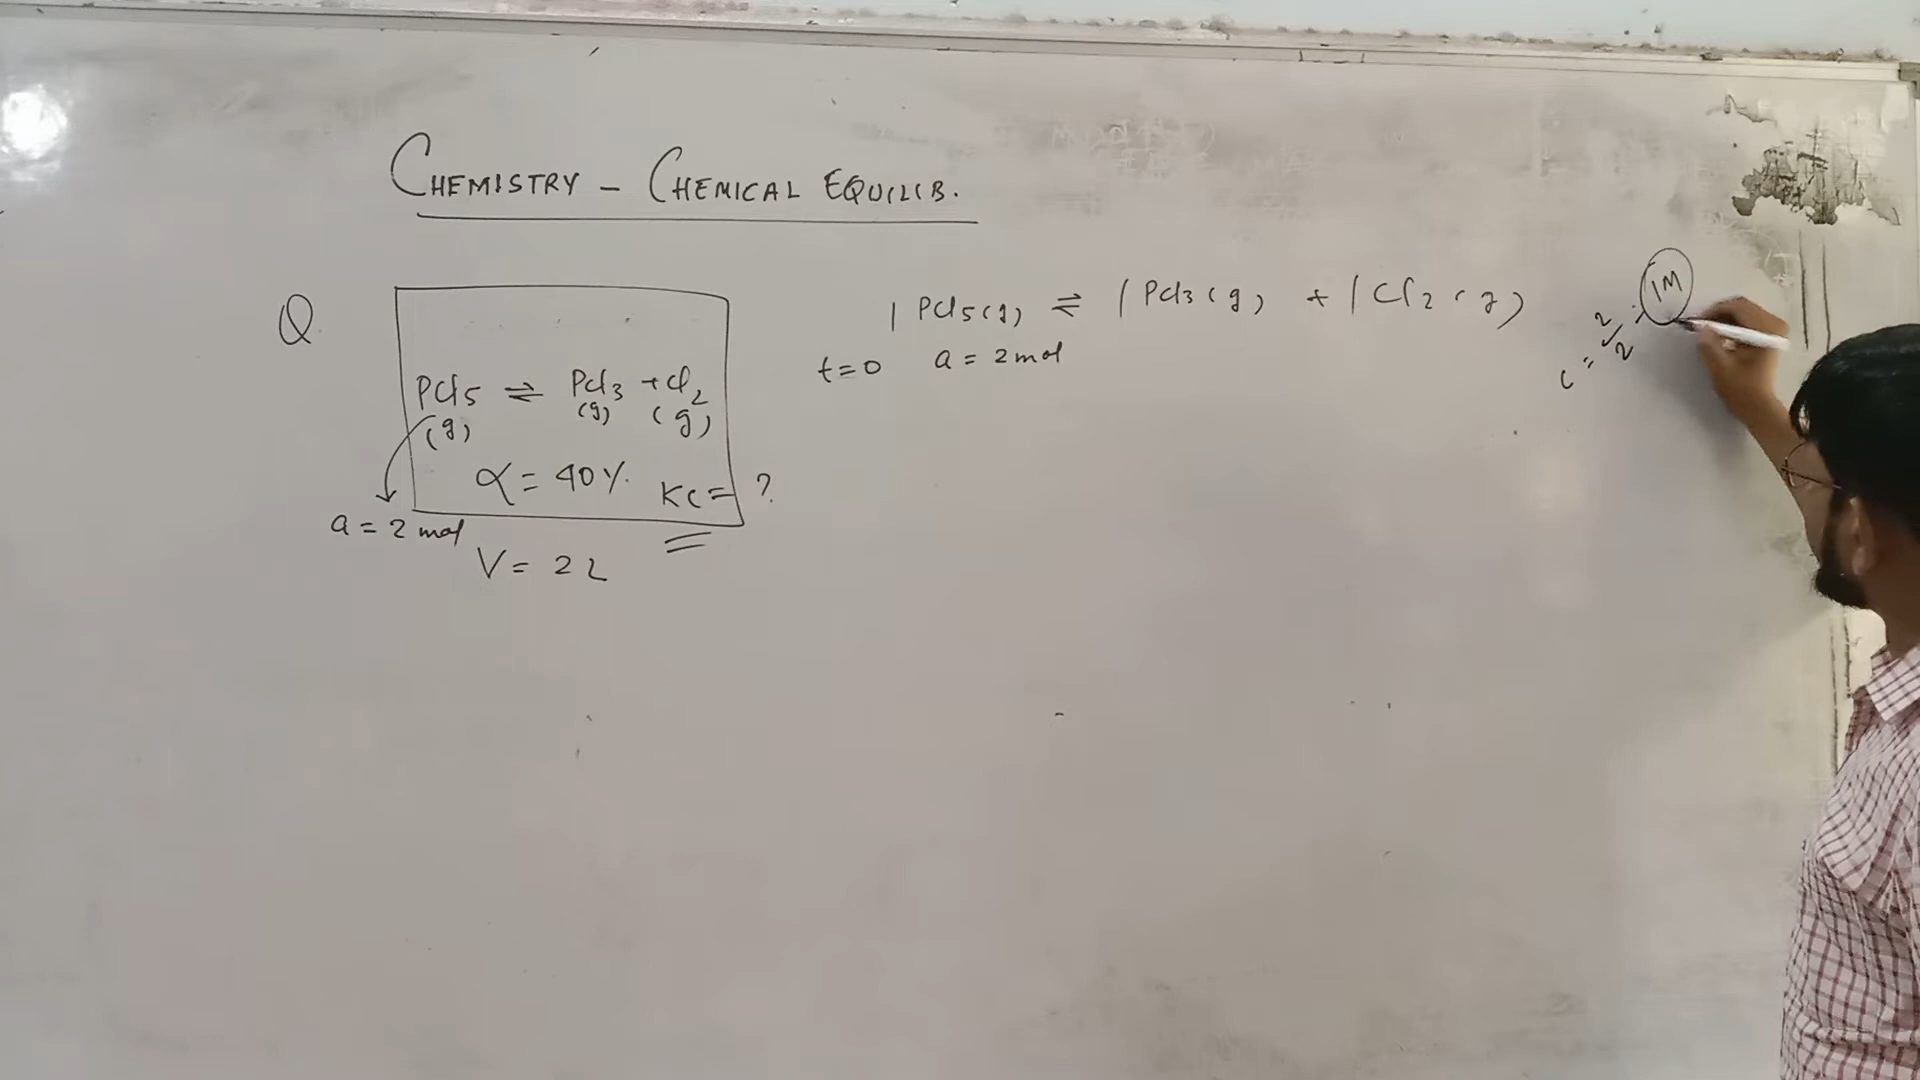 CHEMISTRY - CHEMICAL EQUILIB.
Q
PCl5 ⇌ PCl3 + Cl2
(g) (g) (g)
α = 40%. Kc = ?
a = 2 mol
V = 2L
1 PCl5(g) ⇌ 1 PCl3(g) + 1 Cl2(g)
t=0 a = 2 mol
C = 2/2 = 1M